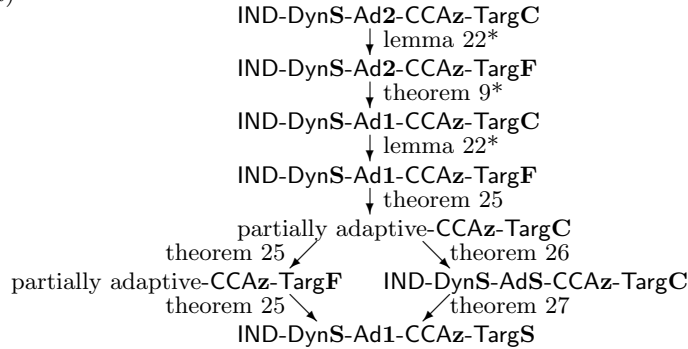 IND-DynS-Ad2-CCAz-TargC
lemma 22*
IND-DynS-Ad2-CCAz-TargF
theorem 9*
IND-DynS-Ad1-CCAz-TargC
lemma 22*
IND-DynS-Ad1-CCAz-TargF
theorem 25
partially adaptive-CCAz-TargC
theorem 25 theorem 26
partially adaptive-CCAz-TargF IND-DynS-AdS-CCAz-TargC
theorem 25 theorem 27
IND-DynS-Ad1-CCAz-TargS